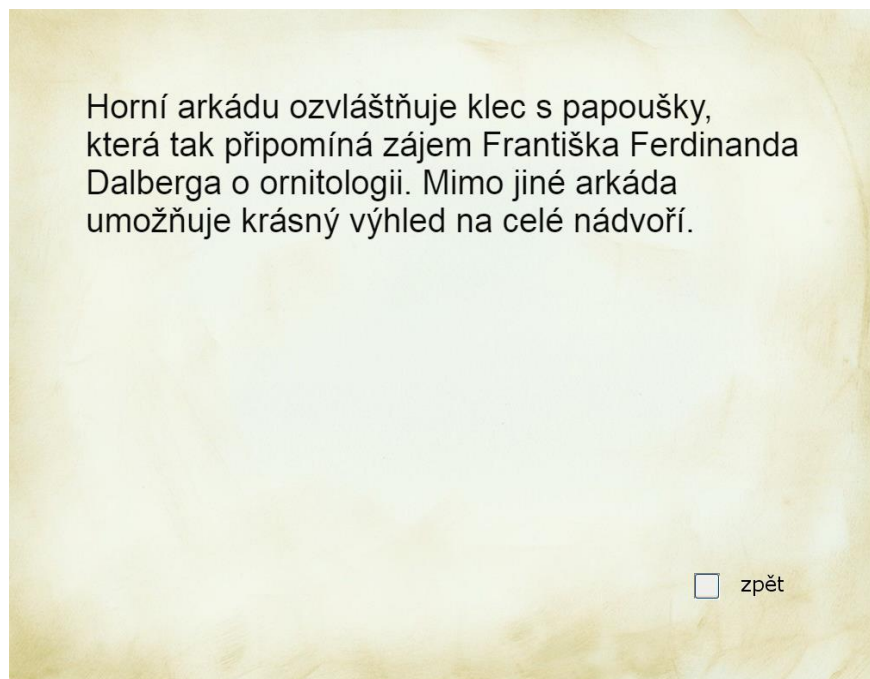 Horní arkádu ozvláštňuje klec s papoušky,
která tak připomíná zájem Františka Ferdinanda
Dalberga o ornitologii. Mimo jiné arkáda
umožňuje krásný výhled na celé nádvoří.
zpět